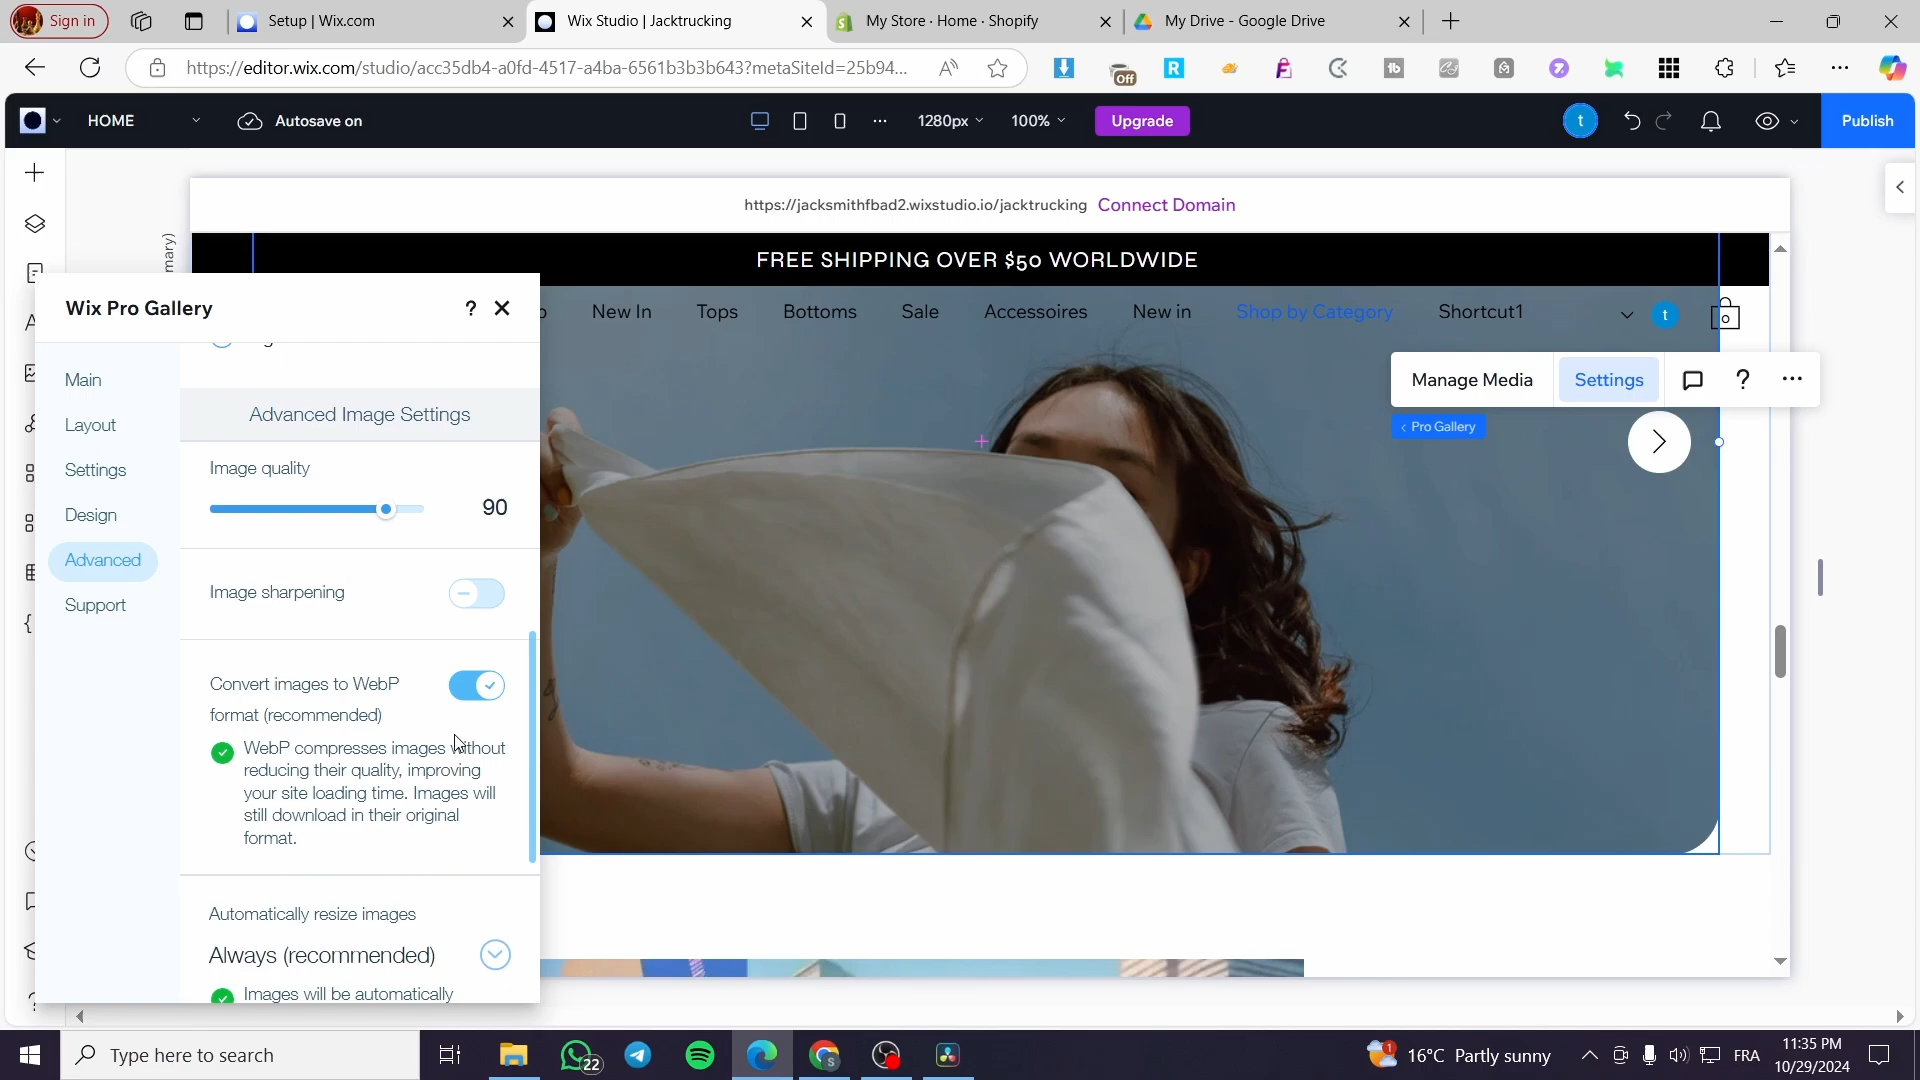 Sign in
Setup | Wix.com
Wix Studio | Jacktrucking
My Store · Home · Shopify
My Drive - Google Drive
https://editor.wix.com/studio/acc35db4-a0fd-4517-a4ba-6561b3b3b643?metaSiteId=25b94...
Off
HOME
Autosave on
1280px
100%
Upgrade
t
Publish
https://jacksmithfbad2.wixstudio.io/jacktrucking Connect Domain
FREE SHIPPING OVER $50 WORLDWIDE
New In
Tops
Bottoms
Sale
Accessoires
New in
Shop by Category
Shortcut1
t
0
Wix Pro Gallery
?
Main
Layout
Settings
Design
Advanced
Support
Advanced Image Settings
Image quality
90
Image sharpening
Convert images to WebP
format (recommended)
WebP compresses images without
reducing their quality, improving
your site loading time. Images will
still download in their original
format.
Automatically resize images
Always (recommended)
Images will be automatically
Manage Media
Settings
?
< Pro Gallery
Type here to search
22
1
16°C Partly sunny
FRA
11:35 PM
10/29/2024